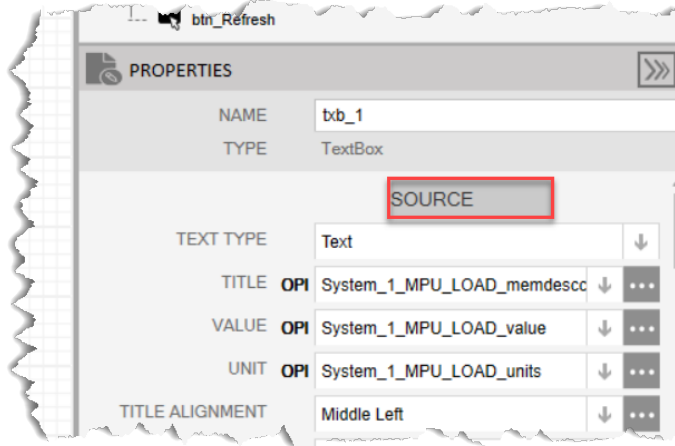 btn_Refresh
PROPERTIES
NAME txb_1
TYPE TextBox
SOURCE
TEXT TYPE Text
TITLE OPI System_1_MPU_LOAD_memdescc
VALUE OPI System_1_MPU_LOAD_value
UNIT OPI System_1_MPU_LOAD_units
TITLE ALIGNMENT Middle Left